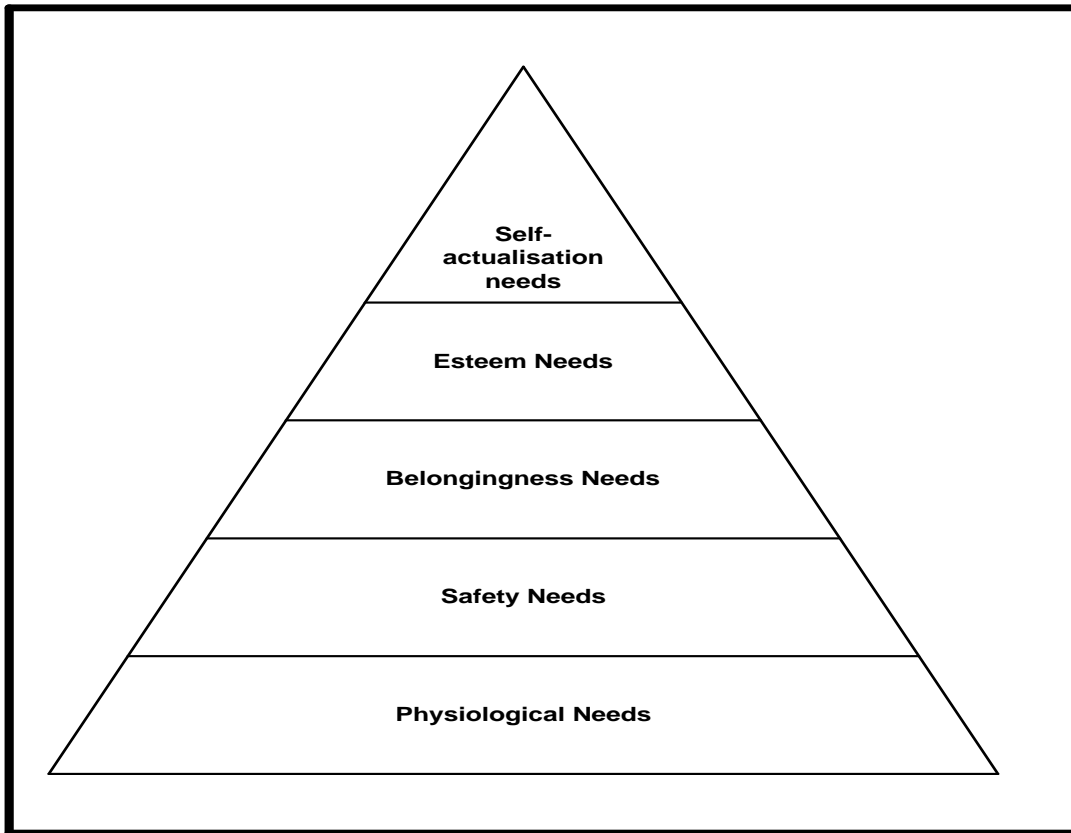 Self-
actualisation
needs
Esteem Needs
Belongingness Needs
Safety Needs
Physiological Needs